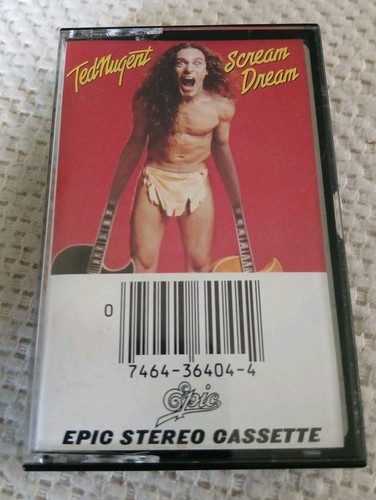 Ted Nugent
Scream
Dream
0
7464-36404-4
Epic
EPIC STEREO CASSETTE